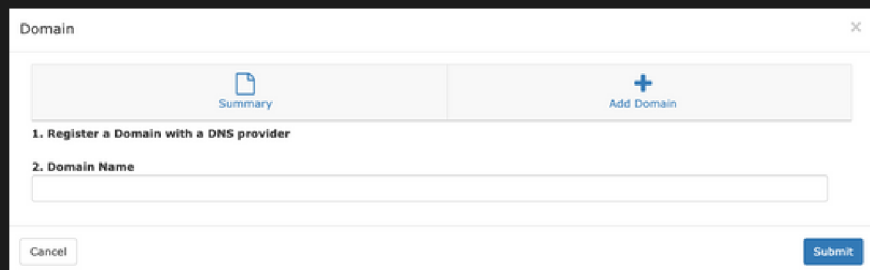 Domain
Summary
Add Domain
1. Register a Domain with a DNS provider
2. Domain Name
Cancel
Submit